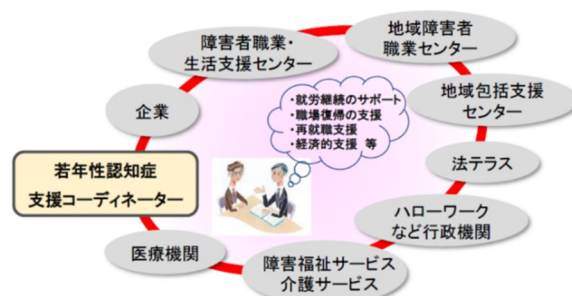 障害者職業・
生活支援センター
地域障害者
職業センター
企業
・就労継続のサポート
・職場復帰の支援
・再就職支援
・経済的支援 等
地域包括支援
センター
若年性認知症
支援コーディネーター
法テラス
ハローワーク
など行政機関
医療機関
障害福祉サービス
介護サービス